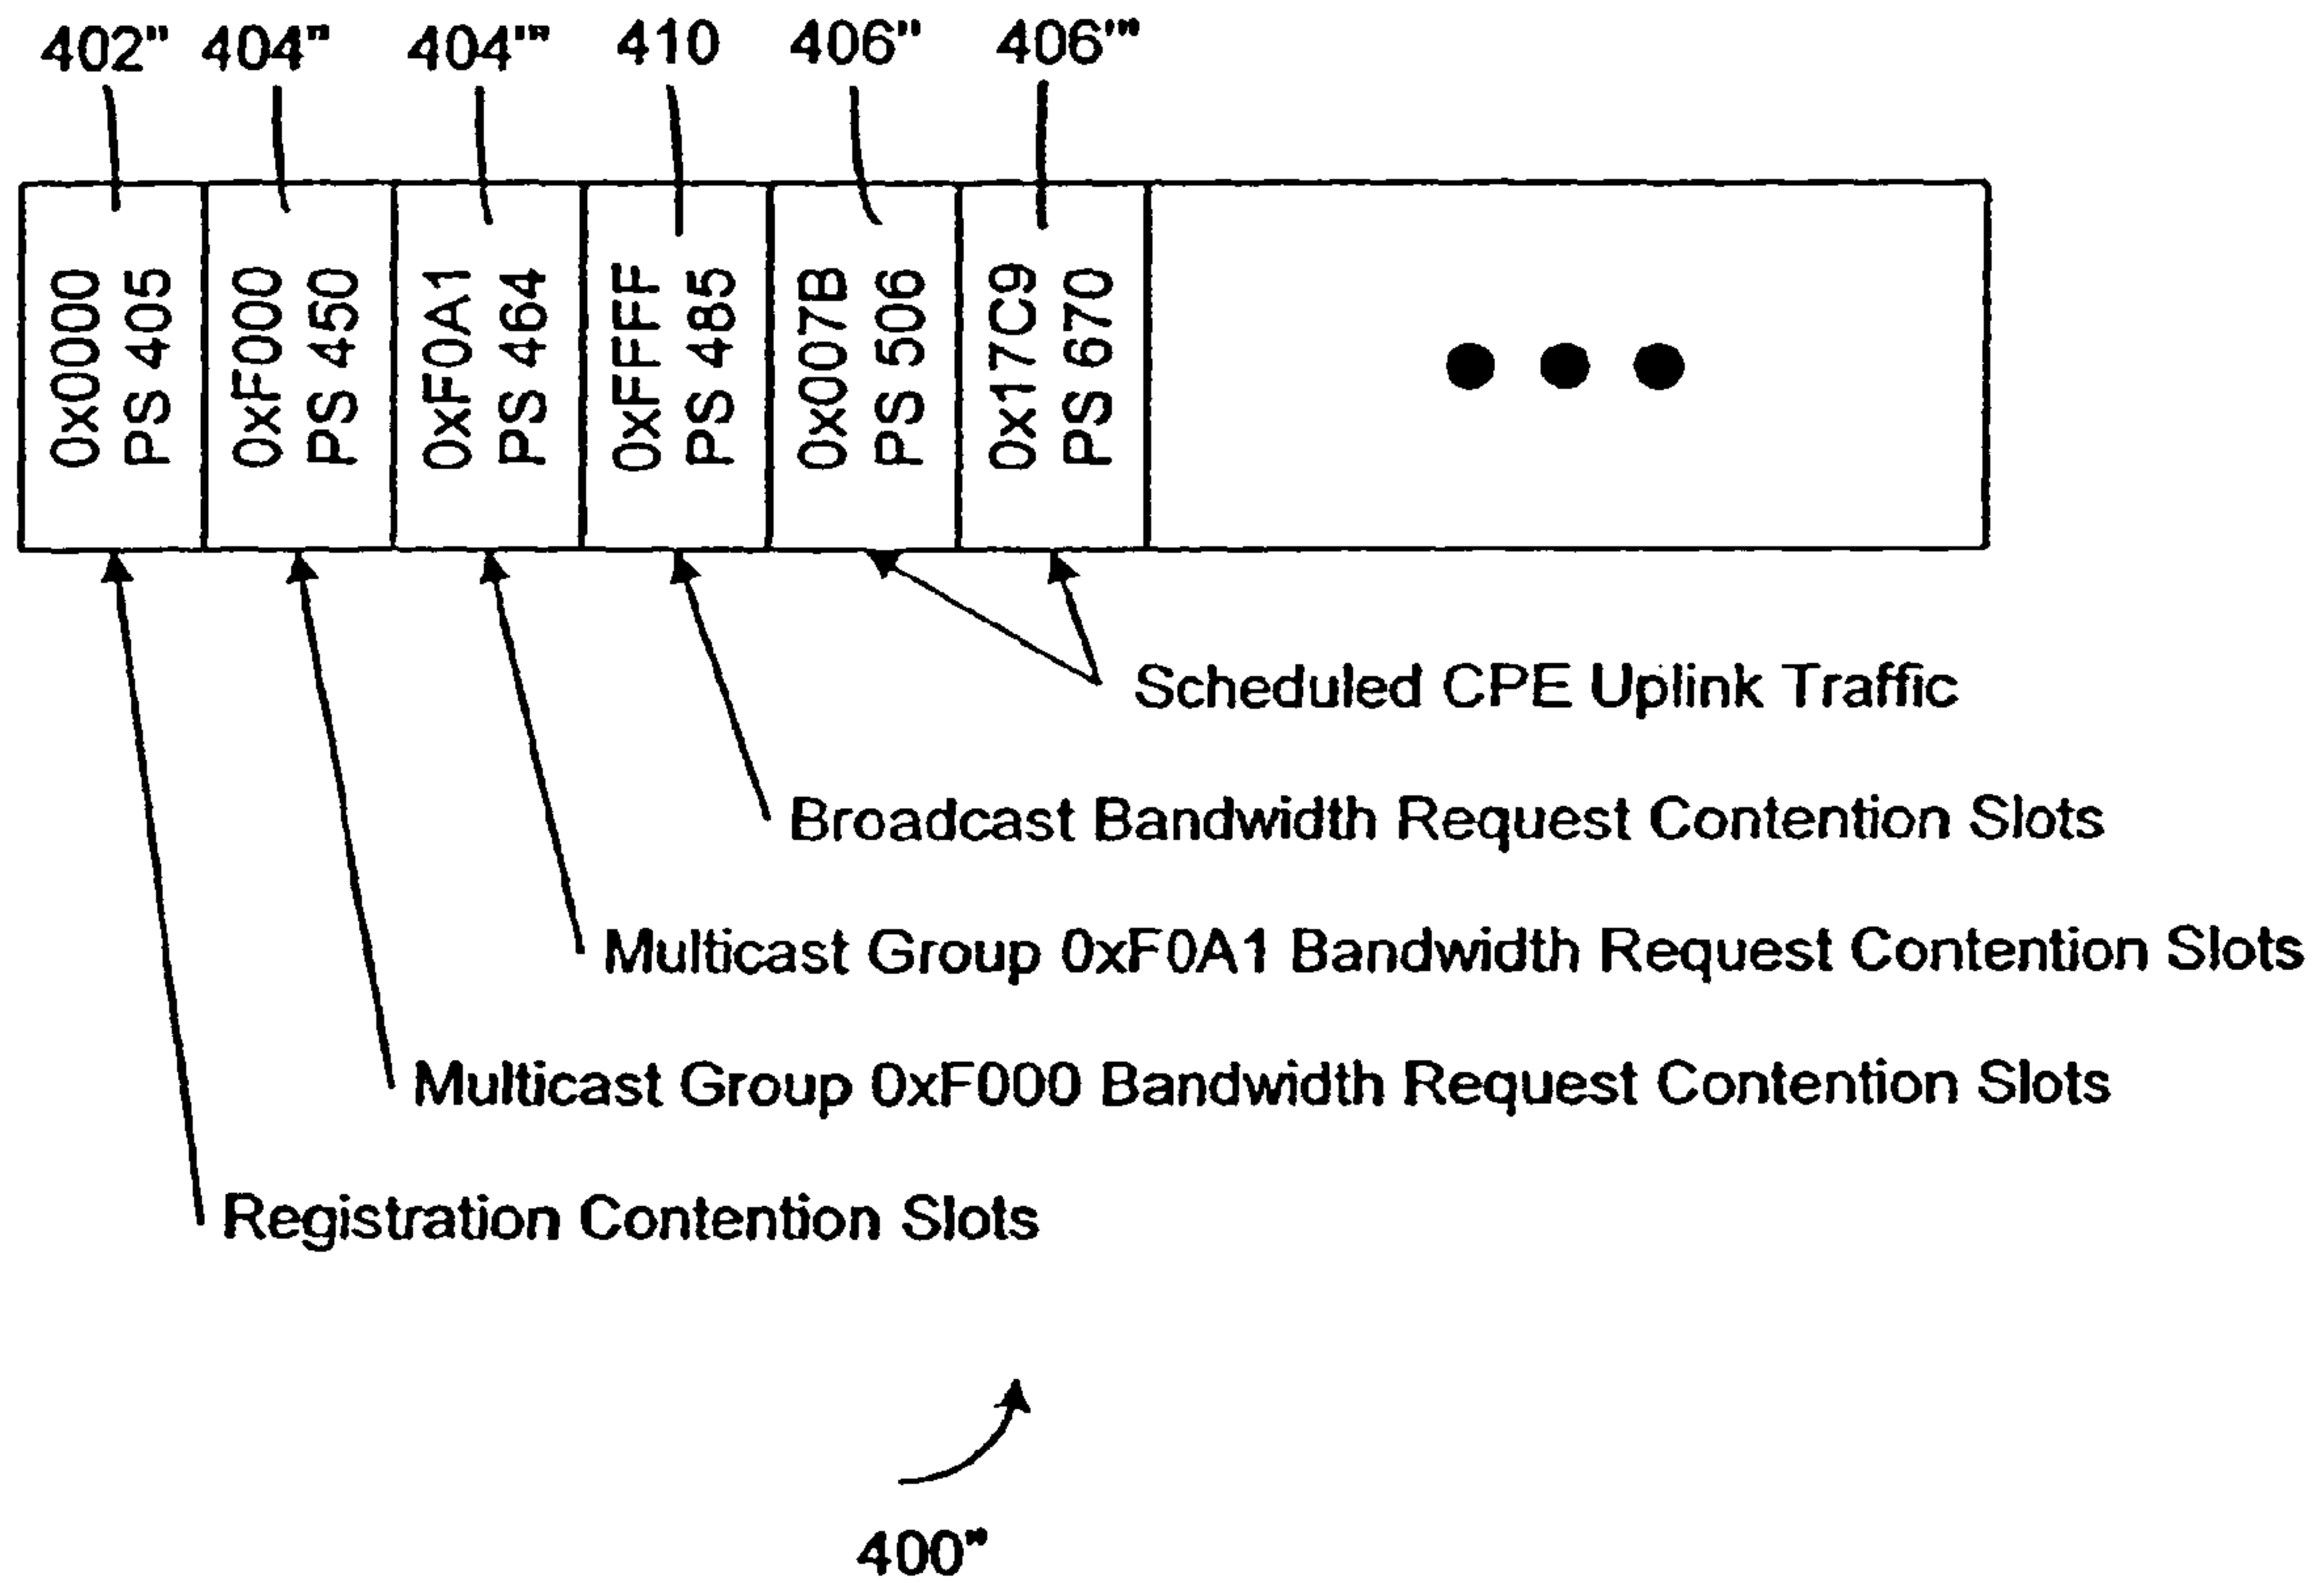 402" 404" 404"' 410 406" 406"'
0x0000
PS 405
0xF000
PS 450
0xF0A1
PS 464
0xFFFF
PS 485
0x007B
PS 506
0x17C9
PS 670
Scheduled CPE Uplink Traffic
Broadcast Bandwidth Request Contention Slots
Multicast Group 0xF0A1 Bandwidth Request Contention Slots
Multicast Group 0xF000 Bandwidth Request Contention Slots
Registration Contention Slots
400"